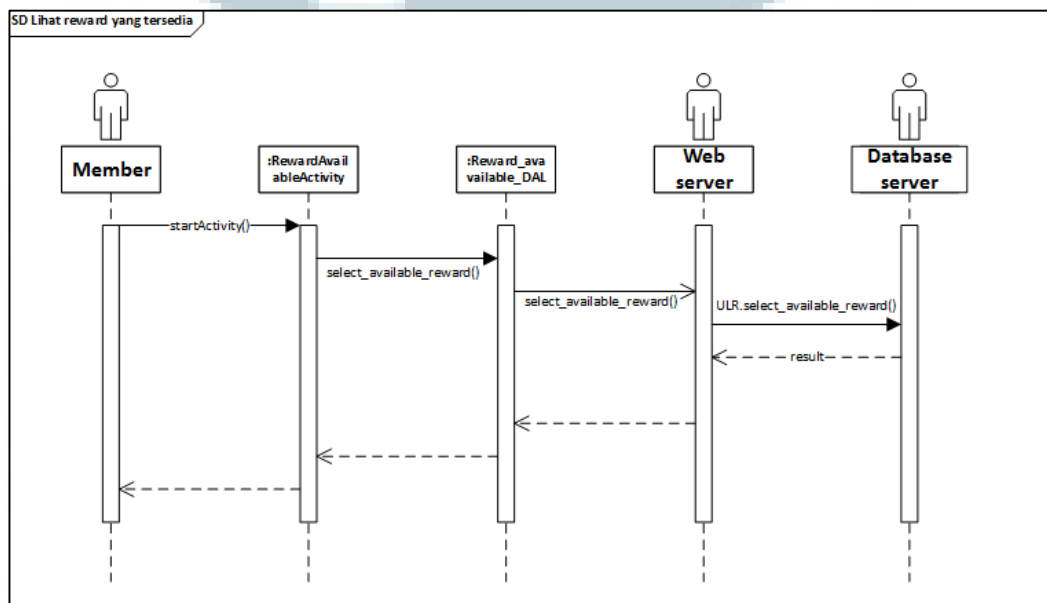 SD Lihat reward yang tersedia
Member
:RewardAvail
ableActivity
:Reward_ava
vailable_DAL
Web
server
Database
server
startActivity()
select_available_reward()
select_available_reward()
ULR.select_available_reward()
result